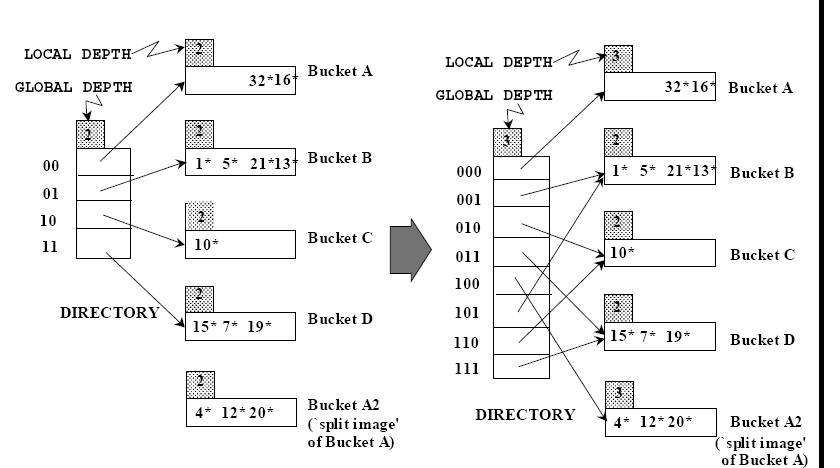 LOCAL DEPTH
2
32*16*
Bucket A
GLOBAL DEPTH
2
00
01
10
11
DIRECTORY
2
1* 5* 21*13*
Bucket B
2
10*
Bucket C
2
15* 7* 19*
Bucket D
2
4* 12*20*
Bucket A2
(`split image'
of Bucket A)
LOCAL DEPTH
3
32*16*
Bucket A
GLOBAL DEPTH
3
000
001
010
011
100
101
110
111
DIRECTORY
2
1* 5* 21*13*
Bucket B
2
10*
Bucket C
2
15* 7* 19*
Bucket D
3
4* 12*20*
Bucket A2
(`split image'
of Bucket A)